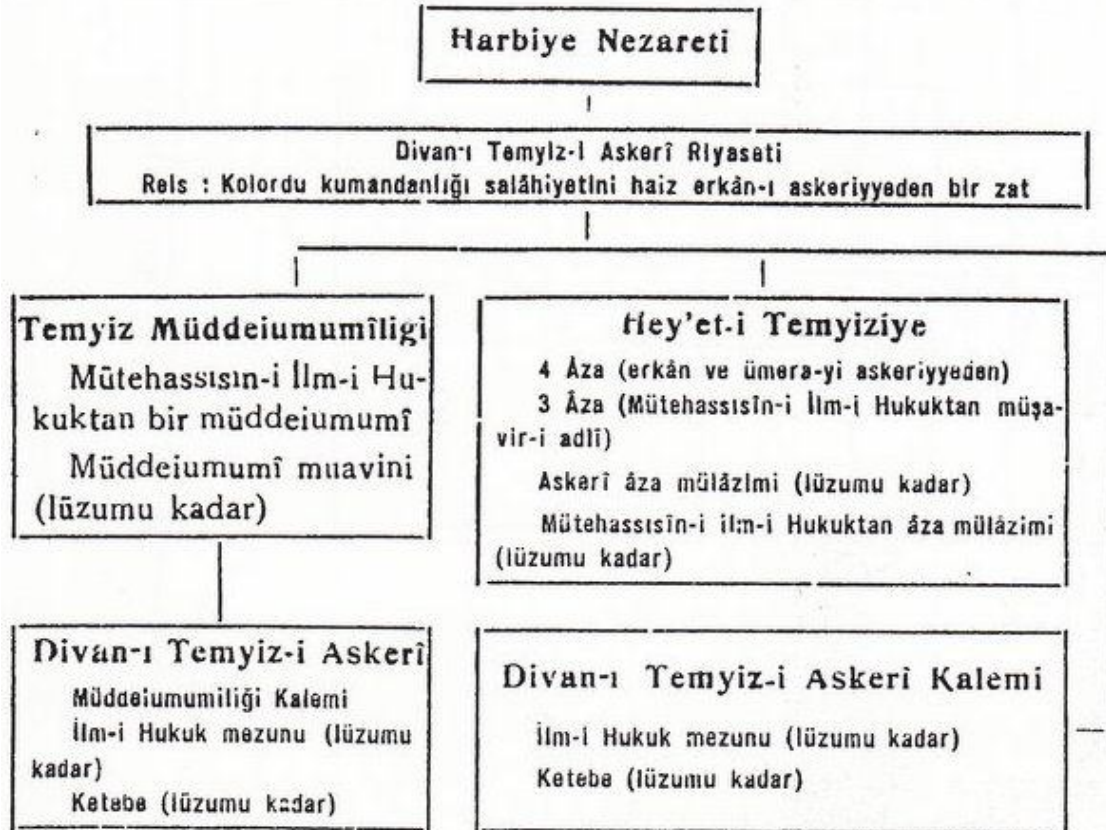 Harbiye Nezareti
Divan-ı Temyiz-i Askerî Riyaseti
Reis : Kolordu kumandanlığı salâhiyetini haiz erkân-ı askeriyyeden bir zat
Temyiz Müddeiumumîligi
Mütehassısın-i İlm-i Hu-
kuktan bir müddeiumumî
Müddeiumumî muavini
(lüzumu kadar)
Hey'et-i Temyiziye
4 Âza (erkân ve ümera-yi askeriyyeden)
3 Âza (Mütehassısîn-i İlm-i Hukuktan müşa-
vir-i adlî)
Askerî âza mülâzimi (lüzumu kadar)
Mütehassısîn-i ilm-i Hukuktan âza mülâzimi
(lüzumu kadar)
Divan-ı Temyiz-i Askerî
Müddeiumumiliği Kalemi
İlm-i Hukuk mezunu (lüzumu
kadar)
Ketebe (lüzumu kadar)
Divan-ı Temyiz-i Askerî Kalemi
İlm-i Hukuk mezunu (lüzumu kadar)
Ketebe (lüzumu kadar)